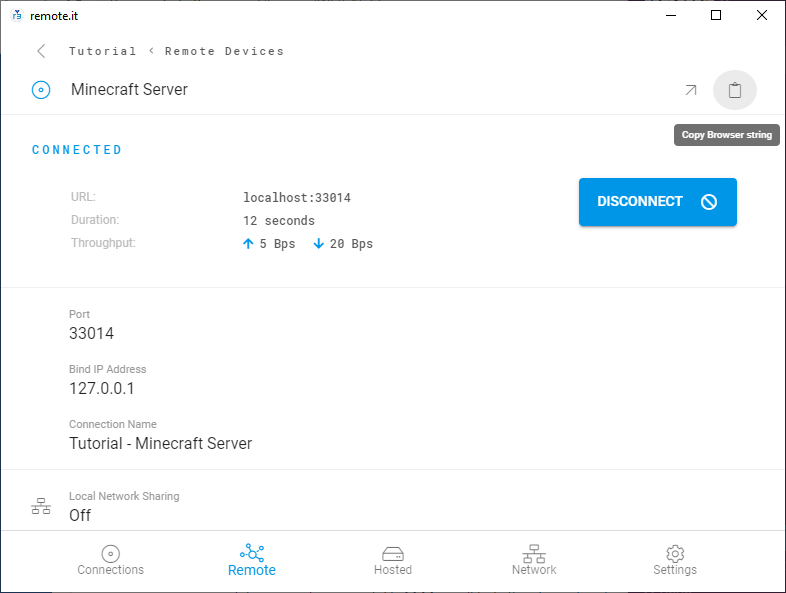 remote.it
Tutorial ‹ Remote Devices
Minecraft Server
Copy Browser string
CONNECTED
URL: localhost:33014
DISCONNECT
Duration: 12 seconds
Throughput: 5 Bps 20 Bps
Port
33014
Bind IP Address
127.0.0.1
Connection Name
Tutorial - Minecraft Server
Local Network Sharing
Off
Connections Remote Hosted Network Settings